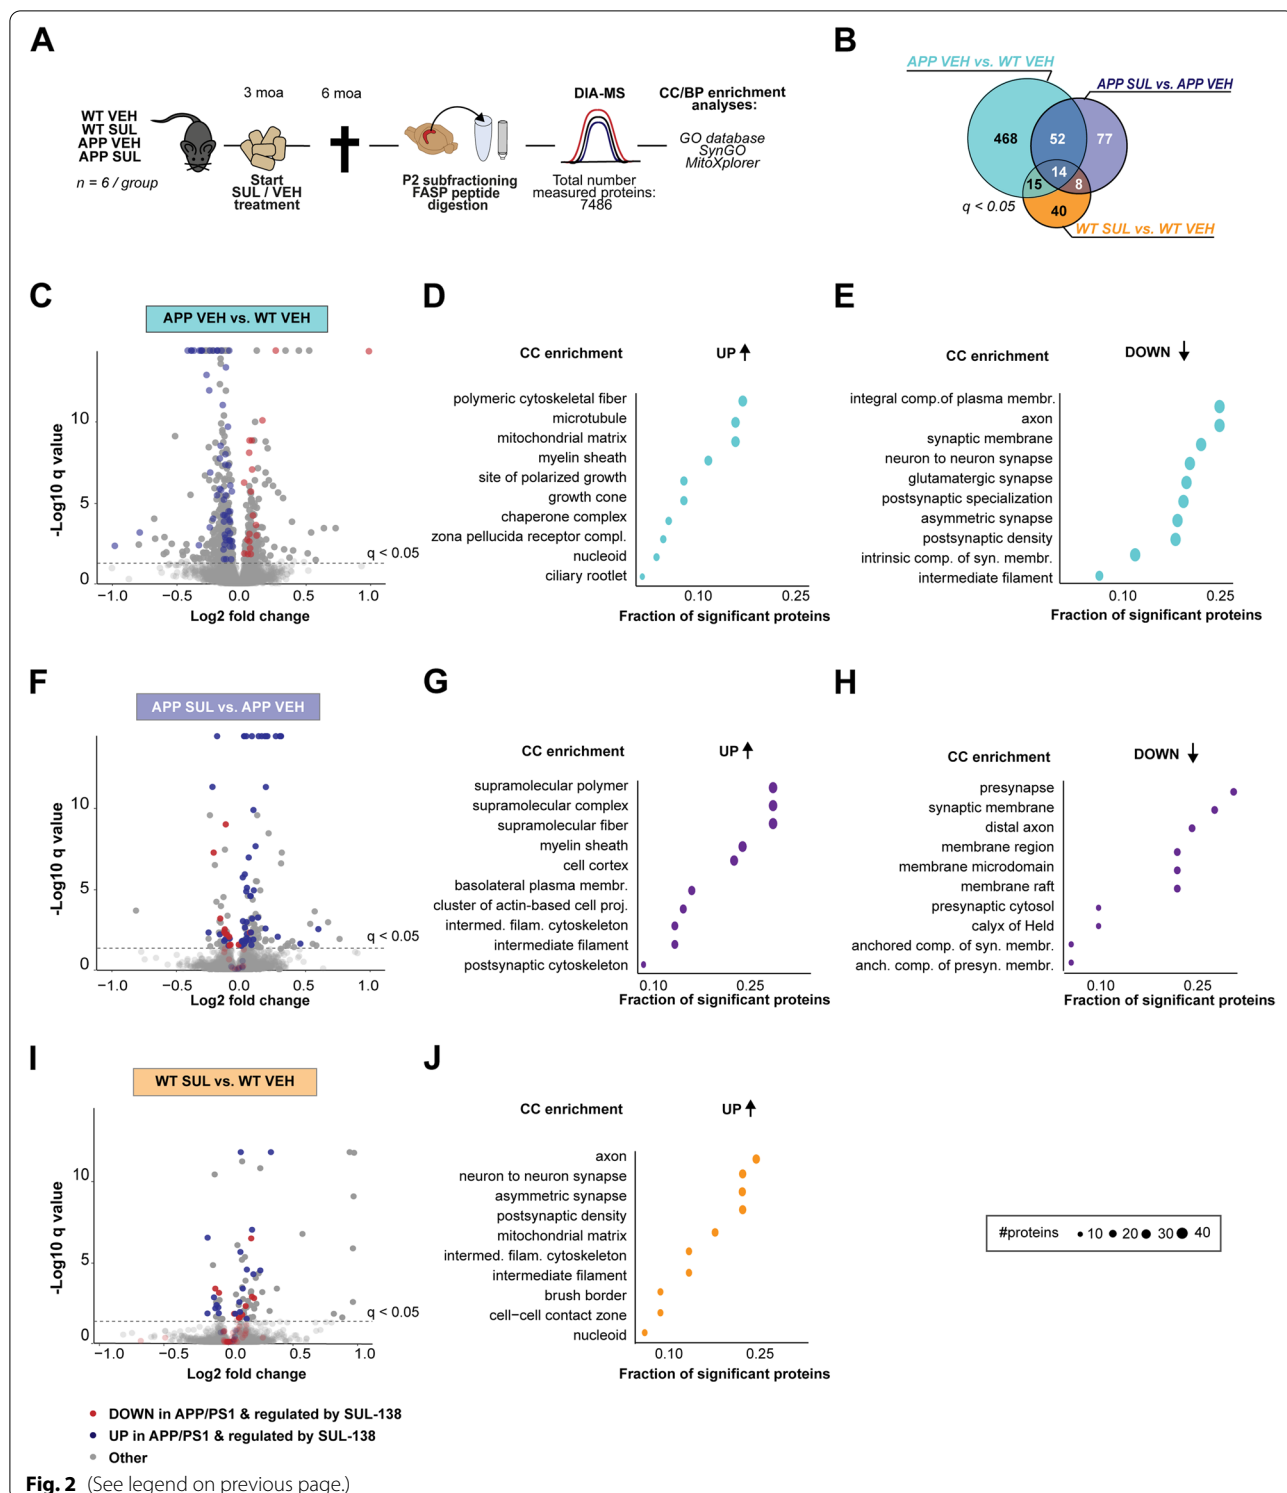 A
WT VEH
WT SUL
APP VEH
APP SUL
n = 6 / group
3 moa
Start
SUL / VEH
treatment
6 moa
P2 subfractioning
FASP peptide
digestion
DIA-MS
Total number
measured proteins:
7486
CC/BP enrichment
analyses:
GO database
SynGO
MitoXplorer
B
APP VEH vs. WT VEH
APP SUL vs. APP VEH
468
52
77
14
15
8
40
q < 0.05
WT SUL vs. WT VEH
C
APP VEH vs. WT VEH
-Log10 q value
10
5
0
q < 0.05
−1.0
−0.5
0.0
0.5
1.0
Log2 fold change
D
CC enrichment
UP
polymeric cytoskeletal fiber
microtubule
mitochondrial matrix
myelin sheath
site of polarized growth
growth cone
chaperone complex
zona pellucida receptor compl.
nucleoid
ciliary rootlet
0.10
0.25
Fraction of significant proteins
E
CC enrichment
DOWN
integral comp.of plasma membr.
axon
synaptic membrane
neuron to neuron synapse
glutamatergic synapse
postsynaptic specialization
asymmetric synapse
postsynaptic density
intrinsic comp. of syn. membr.
intermediate filament
0.10
0.25
Fraction of significant proteins
F
APP SUL vs. APP VEH
-Log10 q value
10
5
0
q < 0.05
−1.0
−0.5
0.0
0.5
1.0
Log2 fold change
G
CC enrichment
UP
supramolecular polymer
supramolecular complex
supramolecular fiber
myelin sheath
cell cortex
basolateral plasma membr.
cluster of actin-based cell proj.
intermed. filam. cytoskeleton
intermediate filament
postsynaptic cytoskeleton
0.10
0.25
Fraction of significant proteins
H
CC enrichment
DOWN
presynapse
synaptic membrane
distal axon
membrane region
membrane microdomain
membrane raft
presynaptic cytosol
calyx of Held
anchored comp. of syn. membr.
anch. comp. of presyn. membr.
0.10
0.25
Fraction of significant proteins
I
WT SUL vs. WT VEH
-Log10 q value
10
5
0
q < 0.05
−1.0
−0.5
0.0
0.5
1.0
Log2 fold change
J
CC enrichment
UP
axon
neuron to neuron synapse
asymmetric synapse
postsynaptic density
mitochondrial matrix
intermed. filam. cytoskeleton
intermediate filament
brush border
cell−cell contact zone
nucleoid
0.10
0.25
Fraction of significant proteins
#proteins 10 20 30 40
DOWN in APP/PS1 & regulated by SUL-138
UP in APP/PS1 & regulated by SUL-138
Other
Fig. 2 (See legend on previous page.)